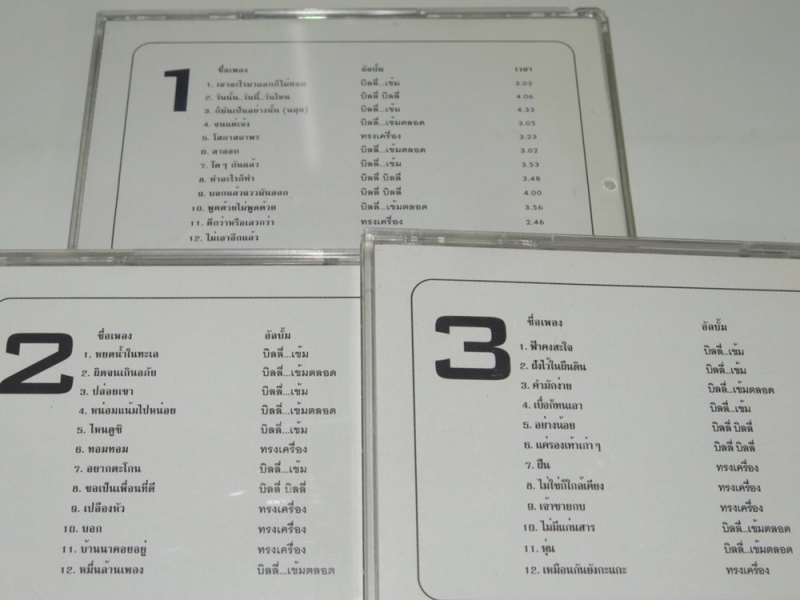 1
ชื่อเพลง อัลบั้ม เวลา
1. เอาอะไรมาแลกก็ไม่ยอม บิลลี่...เข้ม 3.03
2. วันนั้น..วันนี้..วันไหน บิลลี่ บิลลี่ 4.06
3. ก็มันเป็นอย่างนั้น (ฉลุย) บิลลี่...เข้ม 4.33
4. จนแต่เจ๋ง บิลลี่...เข้มตลอด 3.05
5. โสภาสถาพร ทรงเครื่อง 3.23
6. ลาออก บิลลี่...เข้มตลอด 3.02
7. โตๆ กันแล้ว บิลลี่...เข้ม 3.53
8. ทำอะไรก็ทำ บิลลี่ บิลลี่ 3.48
9. บอกแล้วแววมันออก บิลลี่ บิลลี่ 4.00
10. พูดด้วยไม่พูดด้วย บิลลี่...เข้มตลอด 3.56
11. ดีกว่าหรือเลวกว่า ทรงเครื่อง 2.46
12. ไม่เอาอีกแล้ว
2
ชื่อเพลง อัลบั้ม
1. หยดน้ำในทะเล บิลลี่...เข้ม
2. ผิดจนเกินอภัย บิลลี่...เข้มตลอด
3. ปล่อยเขา บิลลี่...เข้ม
4. หน่อมแน้มไปหน่อย บิลลี่...เข้มตลอด
5. ไหนดูซิ บิลลี่...เข้ม
6. ทอมทอม ทรงเครื่อง
7. อยากตะโกน บิลลี่...เข้ม
8. ขอเป็นเพื่อนที่ดี บิลลี่ บิลลี่
9. เปลืองหัว ทรงเครื่อง
10. บอก ทรงเครื่อง
11. บ้านนาคอยอยู่ ทรงเครื่อง
12. หมื่นล้านเพลง บิลลี่...เข้มตลอด
3
ชื่อเพลง อัลบั้ม
1. ฟ้าคงสะใจ บิลลี่...เข้ม
2. ฝังไว้ในผืนดิน บิลลี่...เข้ม
3. คำมักง่าย บิลลี่...เข้มตลอด
4. เบื่อก็ทนเอา บิลลี่...เข้ม
5. อย่างน้อย บิลลี่ บิลลี่
6. แค่รองเท้าเก่าๆ บิลลี่ บิลลี่
7. ฝืน ทรงเครื่อง
8. ไม่ใช่ก็ใกล้เคียง ทรงเครื่อง
9. เจ้าชายกบ ทรงเครื่อง
10. ไม่มีแก่นสาร บิลลี่...เข้มตลอด
11. หุ่น บิลลี่...เข้มตลอด
12. เหมือนกันยังกะแกะ ทรงเครื่อง